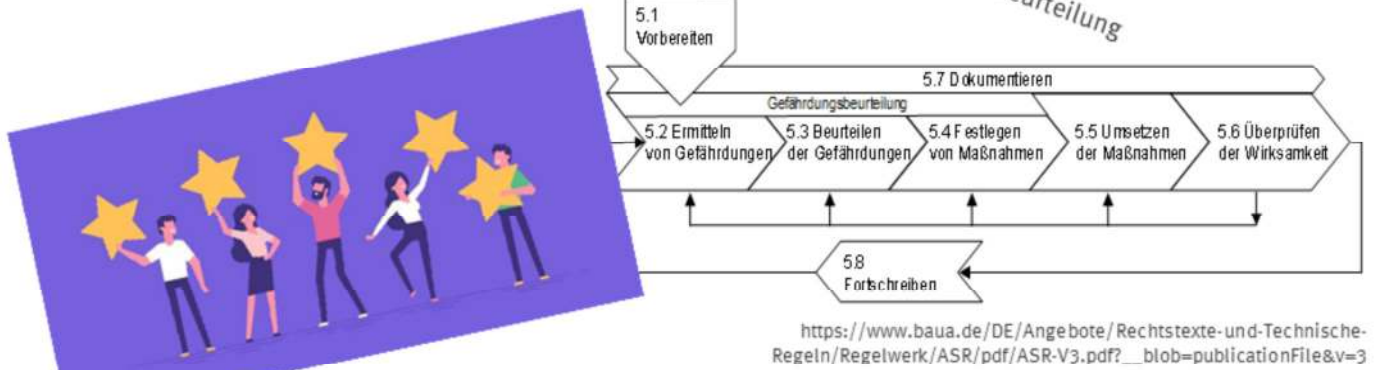 5.1
Vorbereiten
5.7 Dokumentieren
Gefährdungsbeurteilung
5.2 Ermitteln
von Gefährdungen
5.3 Beurteilen
der Gefährdungen
5.4 Festlegen
von Maßnahmen
5.5 Umsetzen
der Maßnahmen
5.6 Überprüfen
der Wirksamkeit
5.8
Fortschreiben
https://www.baua.de/DE/Angebote/Rechtstexte-und-Technische-
Regeln/Regelwerk/ASR/pdf/ASR-V3.pdf?__blob=publicationFile&v=3